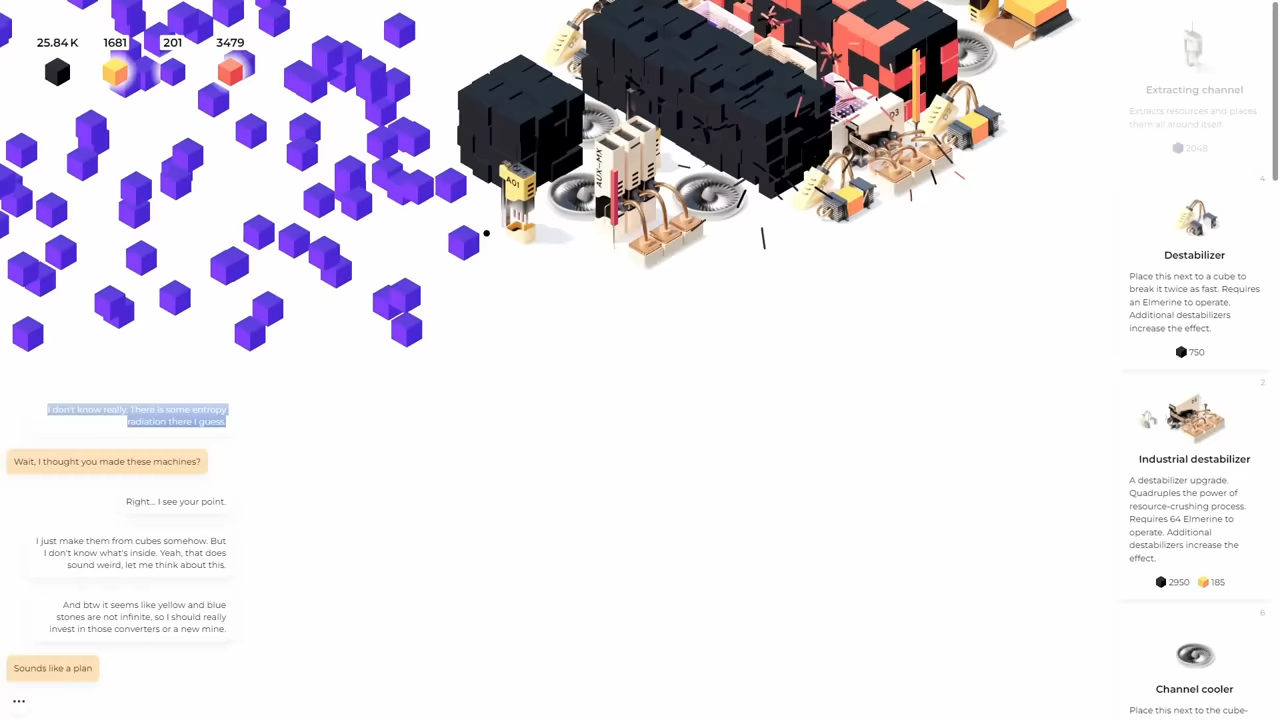 25.84 K 1681 201 3479
A01
AUX-MX
Extracting channel
Extracts resources and places
them all around itself.
2048
4
Destabilizer
Place this next to a cube to
break it twice as fast. Requires
an Elmerine to operate.
Additional destabilizers
increase the effect.
750
2
Industrial destabilizer
A destabilizer upgrade.
Quadruples the power of
resource-crushing process.
Requires 64 Elmerine to
operate. Additional
destabilizers increase the
effect.
2950 185
6
Channel cooler
Place this next to the cube-
I don't know really. There is some entropy
radiation there I guess.
Wait, I thought you made these machines?
Right... I see your point.
I just make them from cubes somehow. But
I don't know what's inside. Yeah, that does
sound weird, let me think about this.
And btw it seems like yellow and blue
stones are not infinite, so I should really
invest in those converters or a new mine.
Sounds like a plan
...